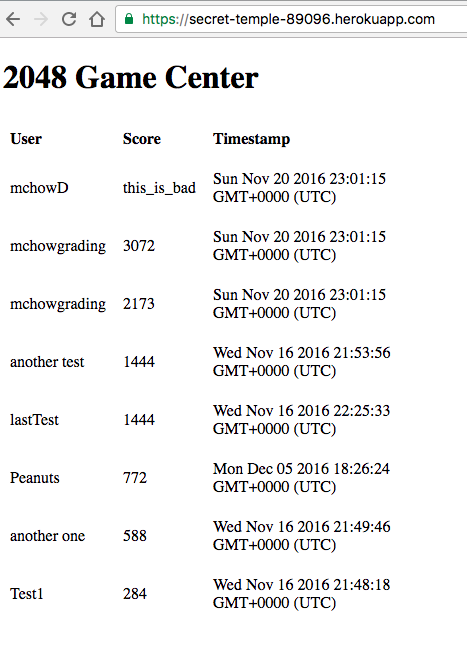 https://secret-temple-89096.herokuapp.com
2048 Game Center
User Score Timestamp
mchowD this_is_bad Sun Nov 20 2016 23:01:15
GMT+0000 (UTC)
mchowgrading 3072 Sun Nov 20 2016 23:01:15
GMT+0000 (UTC)
mchowgrading 2173 Sun Nov 20 2016 23:01:15
GMT+0000 (UTC)
another test 1444 Wed Nov 16 2016 21:53:56
GMT+0000 (UTC)
lastTest 1444 Wed Nov 16 2016 22:25:33
GMT+0000 (UTC)
Peanuts 772 Mon Dec 05 2016 18:26:24
GMT+0000 (UTC)
another one 588 Wed Nov 16 2016 21:49:46
GMT+0000 (UTC)
Test1 284 Wed Nov 16 2016 21:48:18
GMT+0000 (UTC)